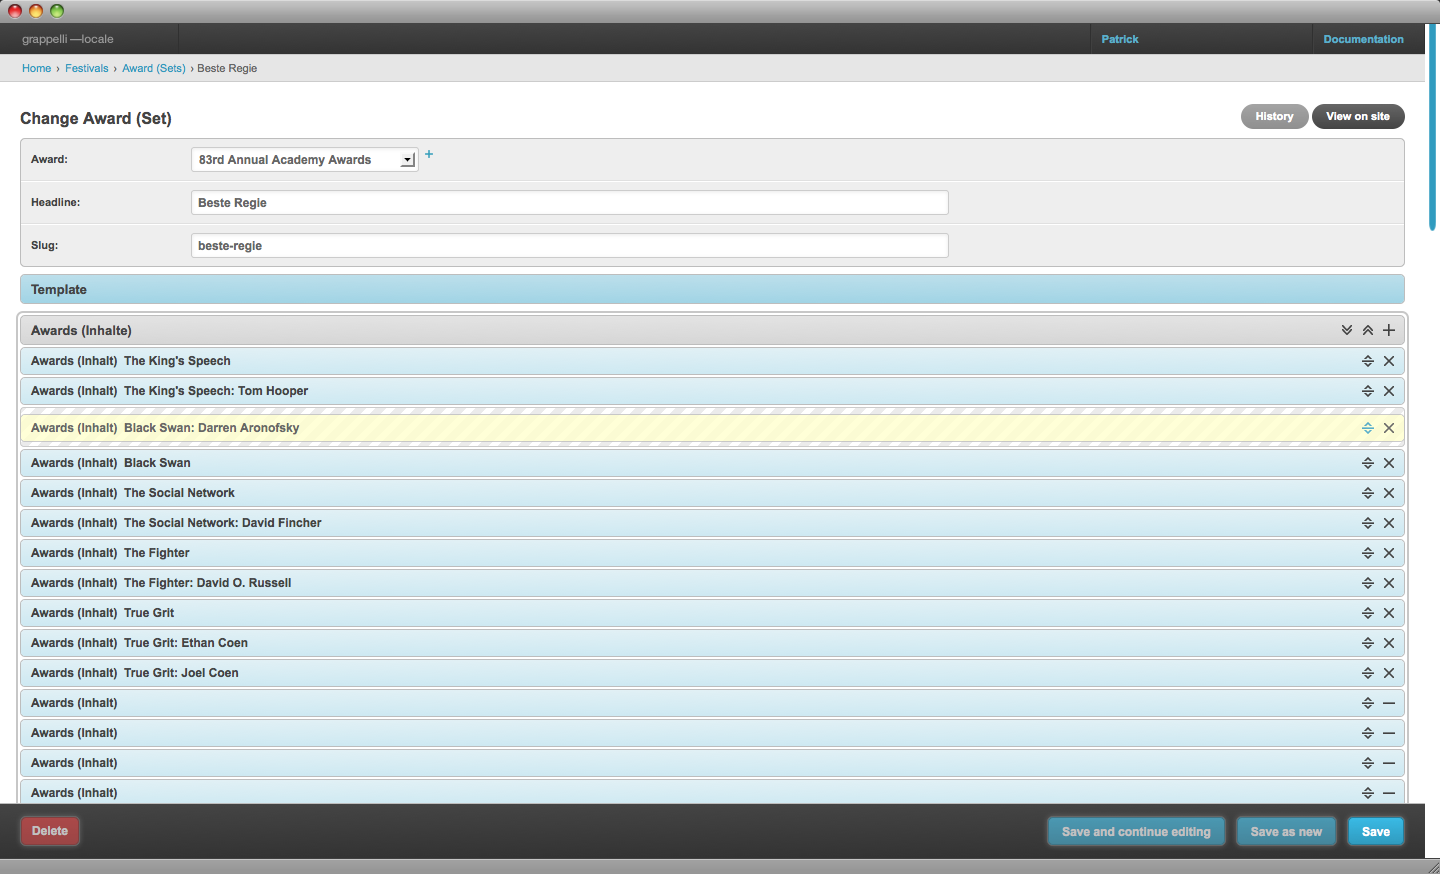 grappelli —locale Patrick Documentation
Home › Festivals › Award (Sets) › Beste Regie
Change Award (Set) History View on site
Award: 83rd Annual Academy Awards
Headline: Beste Regie
Slug: beste-regie
Template
Awards (Inhalte)
Awards (Inhalt) The King's Speech
Awards (Inhalt) The King's Speech: Tom Hooper
Awards (Inhalt) Black Swan: Darren Aronofsky
Awards (Inhalt) Black Swan
Awards (Inhalt) The Social Network
Awards (Inhalt) The Social Network: David Fincher
Awards (Inhalt) The Fighter
Awards (Inhalt) The Fighter: David O. Russell
Awards (Inhalt) True Grit
Awards (Inhalt) True Grit: Ethan Coen
Awards (Inhalt) True Grit: Joel Coen
Awards (Inhalt)
Awards (Inhalt)
Awards (Inhalt)
Awards (Inhalt)
Delete Save and continue editing Save as new Save